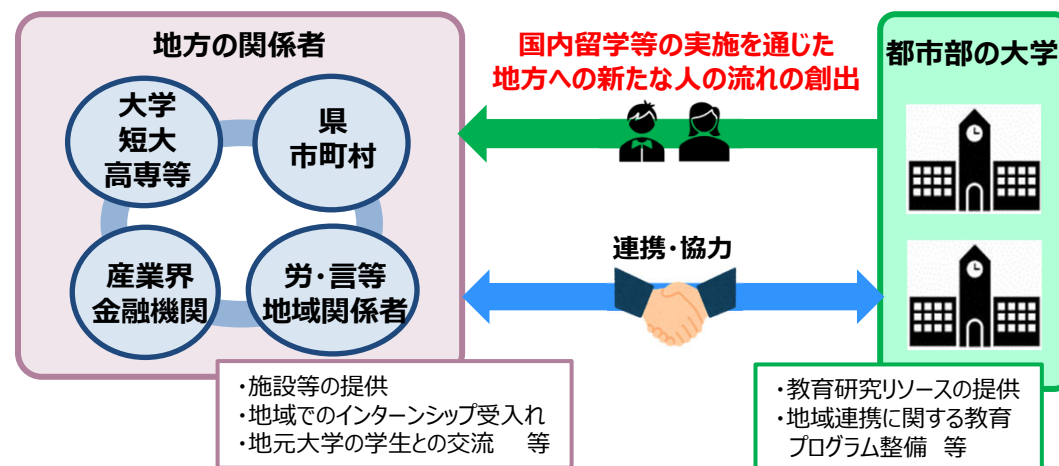 地方の関係者
大学
短大
高専等
県
市町村
産業界
金融機関
労・言等
地域関係者
・施設等の提供
・地域でのインターンシップ受入れ
・地元大学の学生との交流　等
国内留学等の実施を通じた
地方への新たな人の流れの創出
連携・協力
都市部の大学
・教育研究リソースの提供
・地域連携に関する教育
プログラム整備　等